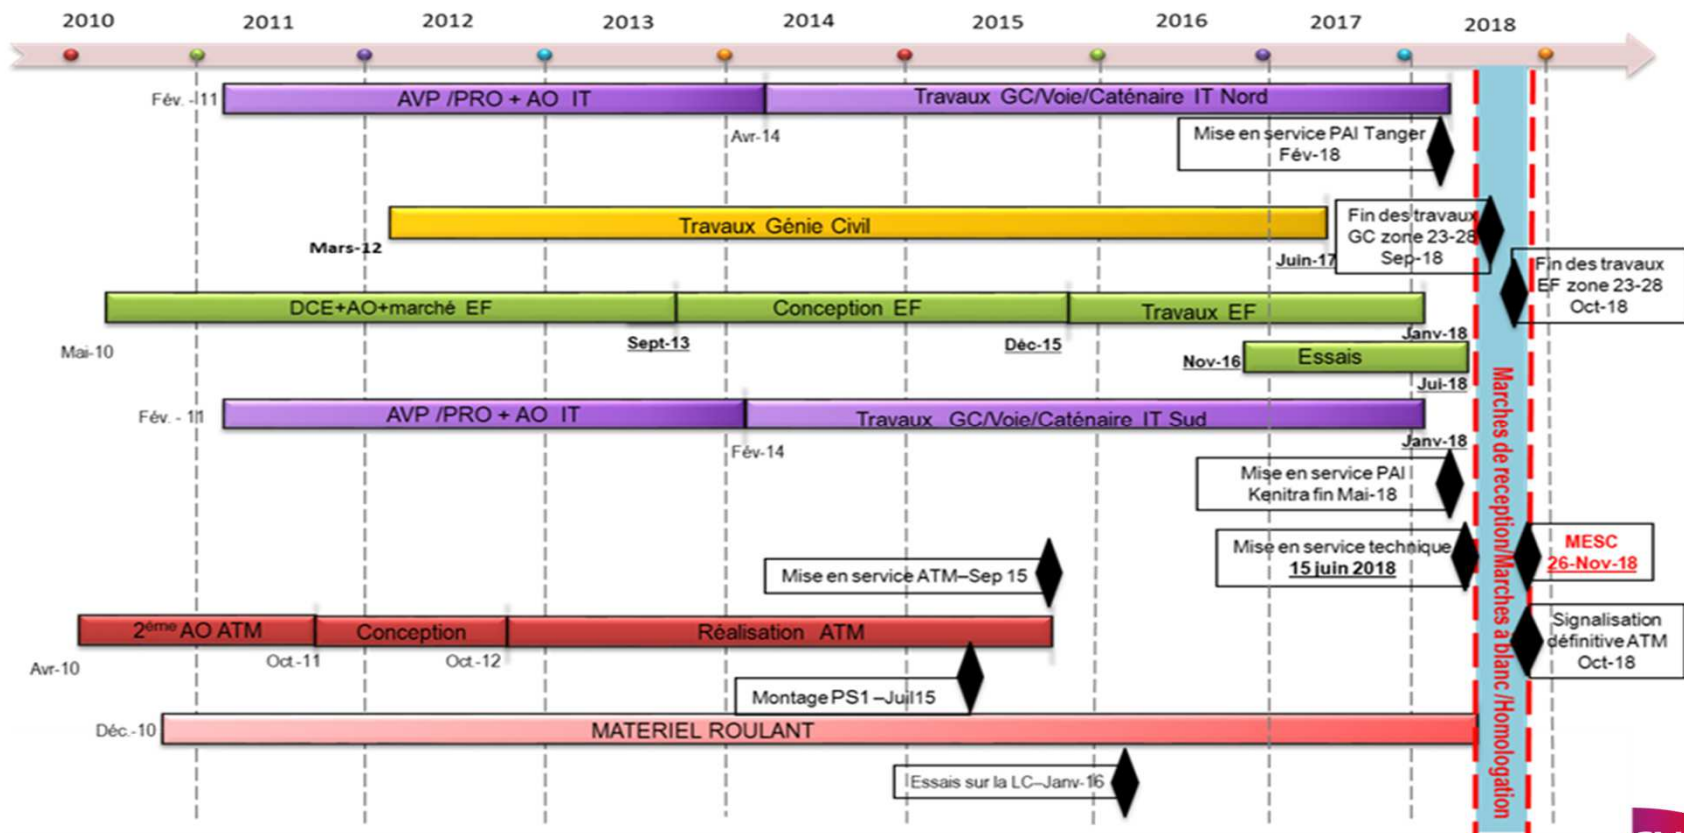 2010 2011 2012 2013 2014 2015 2016 2017 2018
Fév. -11
AVP /PRO + AO IT
Travaux GC/Voie/Caténaire IT Nord
Avr-14
Mise en service PAI Tanger
Fév-18
Travaux Génie Civil
Mars-12
Juin-17
Fin des travaux
GC zone 23-28
Sep-18
Fin des travaux
EF zone 23-28
Oct-18
DCE+AO+marché EF
Conception EF
Travaux EF
Mai-10
Sept-13
Déc-15
Janv-18
Nov-16
Essais
Jui-18
Fév. - 11
AVP /PRO + AO IT
Travaux GC/Voie/Caténaire IT Sud
Fév-14
Janv-18
Mise en service PAI
Kenitra fin Mai-18
Mise en service technique
15 juin 2018
MESC
26-Nov-18
Mise en service ATM–Sep 15
Signalisation
définitive ATM
Oct-18
2ème AO ATM
Conception
Réalisation ATM
Avr-10
Oct.-11
Oct.-12
Montage PS1 –Juil15
Déc.-10
MATERIEL ROULANT
Essais sur la LC–Janv-16
Marches de reception/Marches a blanc /Homologation